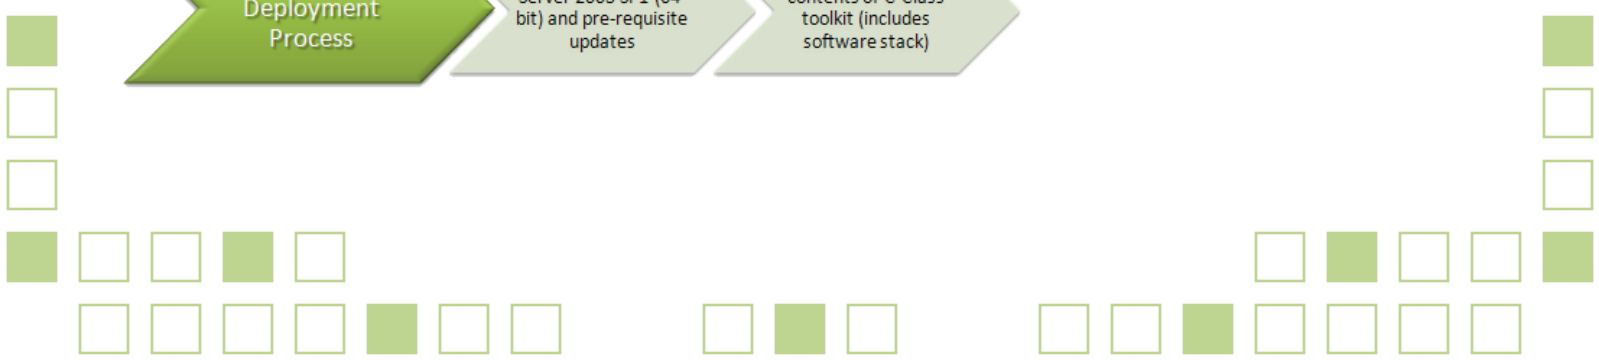 Deployment
Process
bit) and pre-requisite
updates
toolkit (includes
software stack)